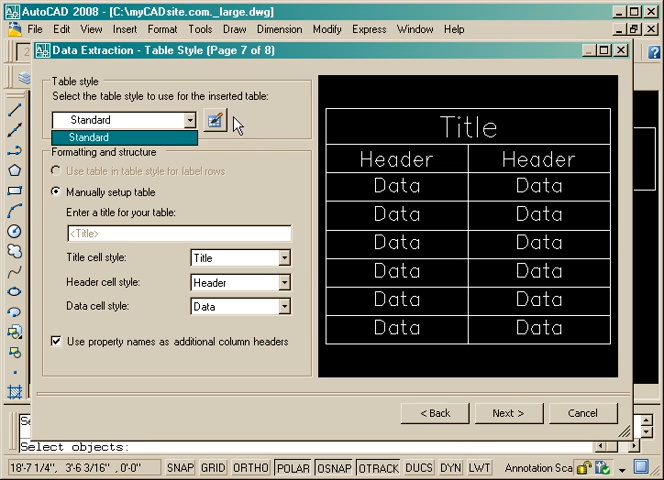 AutoCAD 2008 - [C:\myCADsite.com._large.dwg]
File Edit View Insert Format Tools Draw Dimension Modify Express Window Help
Data Extraction - Table Style (Page 7 of 8)
Table style
Select the table style to use for the inserted table:
Standard
Standard
Formatting and structure
Use table in table style for label rows
Manually setup table
Enter a title for your table:
<Title>
Title cell style: Title
Header cell style: Header
Data cell style: Data
Use property names as additional column headers
Title
Header Header
Data Data
Data Data
Data Data
Data Data
Data Data
Data Data
< Back Next > Cancel
Select objects:
18'-7 1/4", 3'-6 3/16" , 0'-0" SNAP GRID ORTHO POLAR OSNAP OTRACK DUCS DYN LWT Annotation Sca